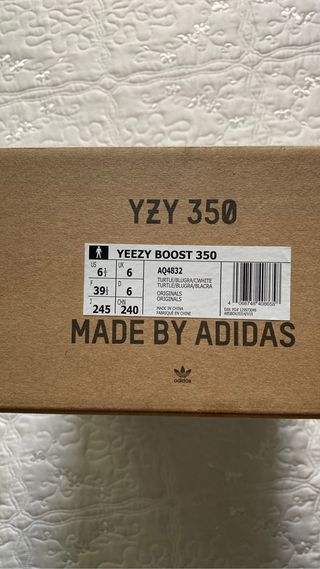 YZY 350
YEEZY BOOST 350
US 6½ UK 6
F 39⅓ D 6
J 245 CHN 240
AQ4832
TURTLE/BLUGRA/CWHITE
TURTLE/BLUGRA/BLACRA
ORIGINALS
ORIGINALS
MADE IN CHINA
FABRIQUÉ EN CHINE
MADE BY ADIDAS
adidas